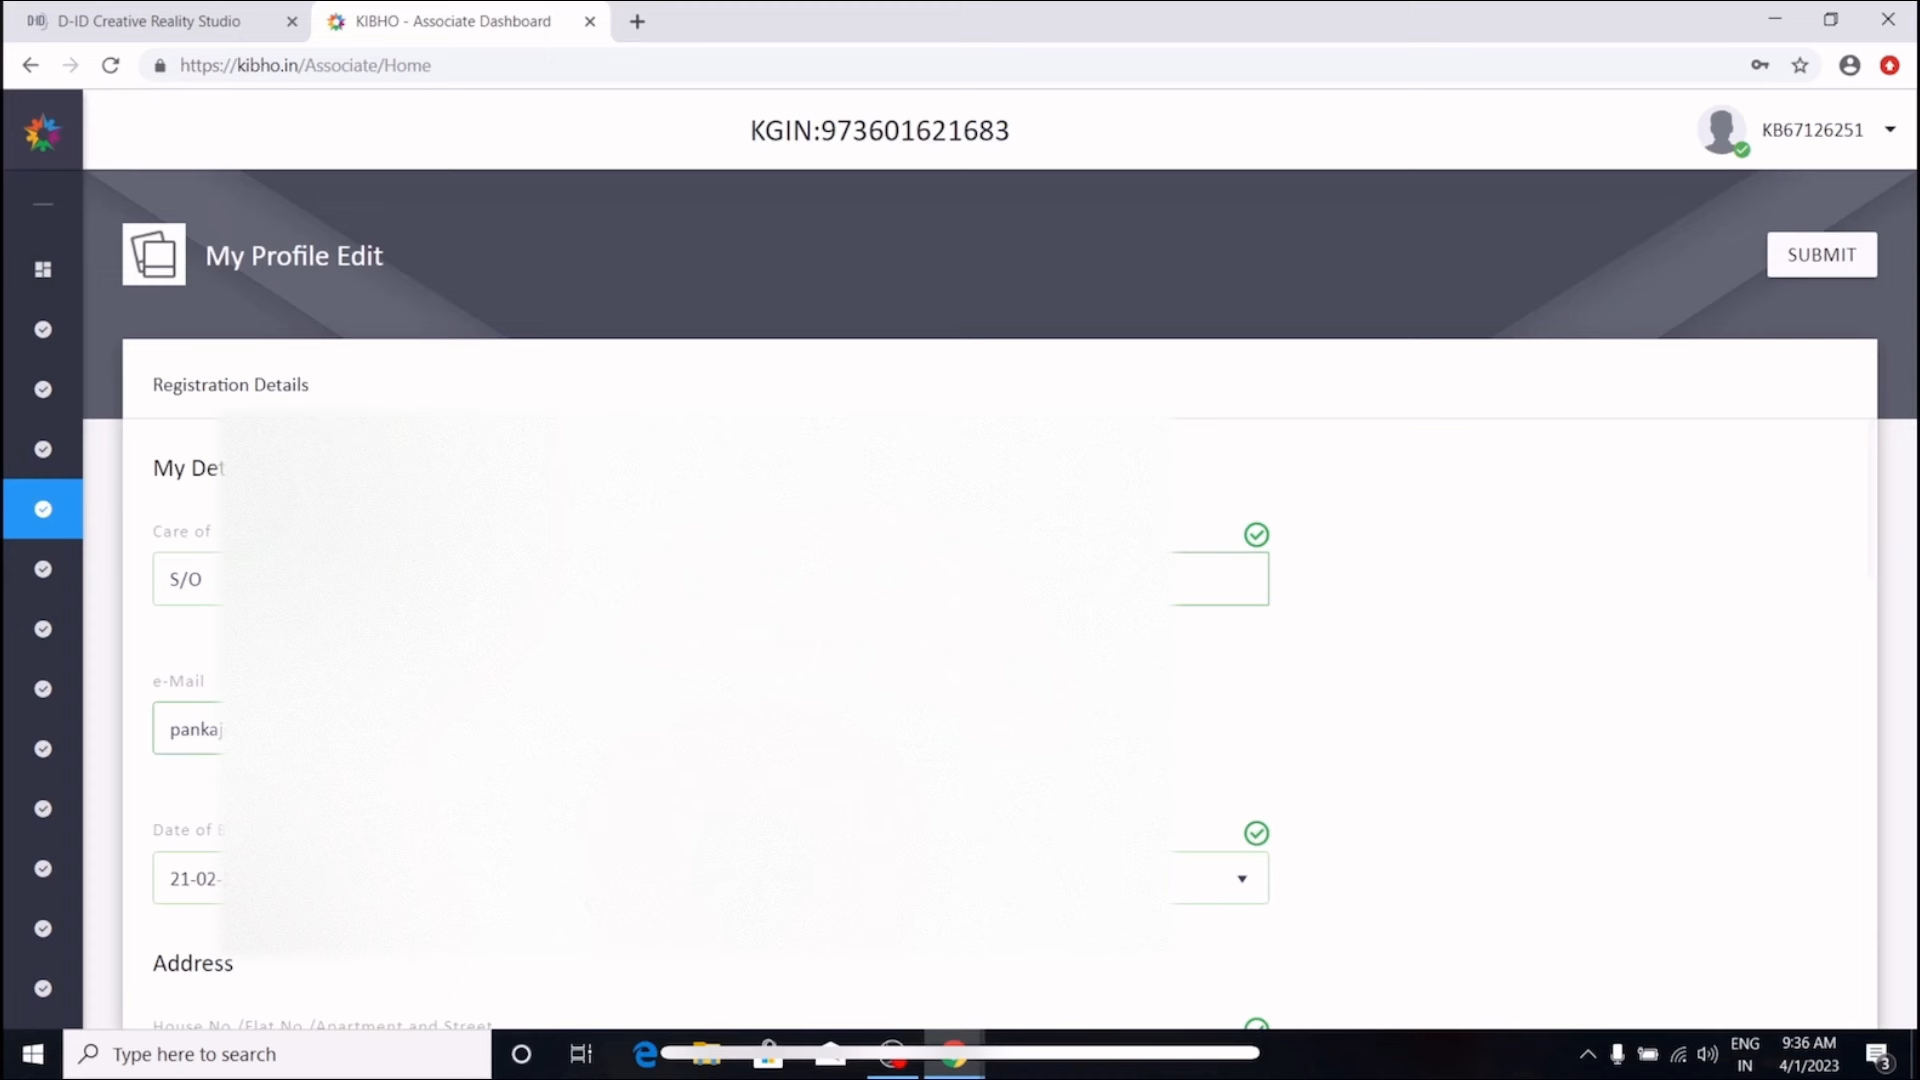 D-ID Creative Reality Studio
KIBHO - Associate Dashboard
https://kibho.in/Associate/Home
KGIN:973601621683
KB67126251
My Profile Edit
SUBMIT
Registration Details
My Det
Care of
S/O
e-Mail
pankaj
Date of B
21-02-
Address
House No./Flat No./Apartment and Street
Type here to search
ENG
IN
9:36 AM
4/1/2023
3